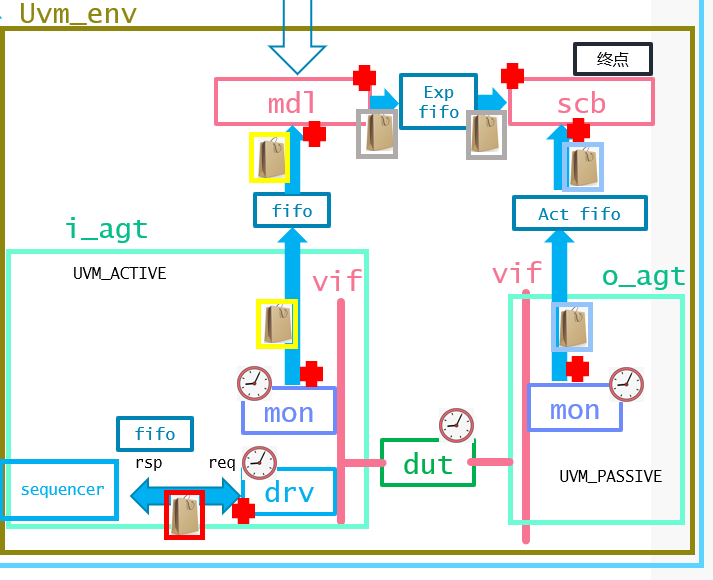 Uvm_env
终点
mdl
Exp
fifo
scb
fifo
Act fifo
i_agt
UVM_ACTIVE
vif
vif
o_agt
mon
mon
fifo
rsp
req
dut
sequencer
drv
UVM_PASSIVE